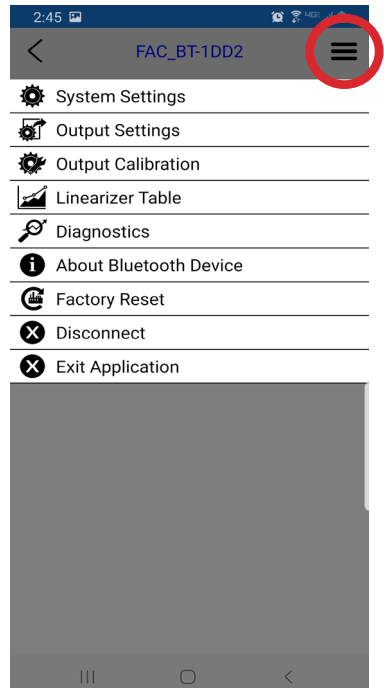 2:45
FAC_BT-1DD2
System Settings
Output Settings
Output Calibration
Linearizer Table
Diagnostics
About Bluetooth Device
Factory Reset
Disconnect
Exit Application